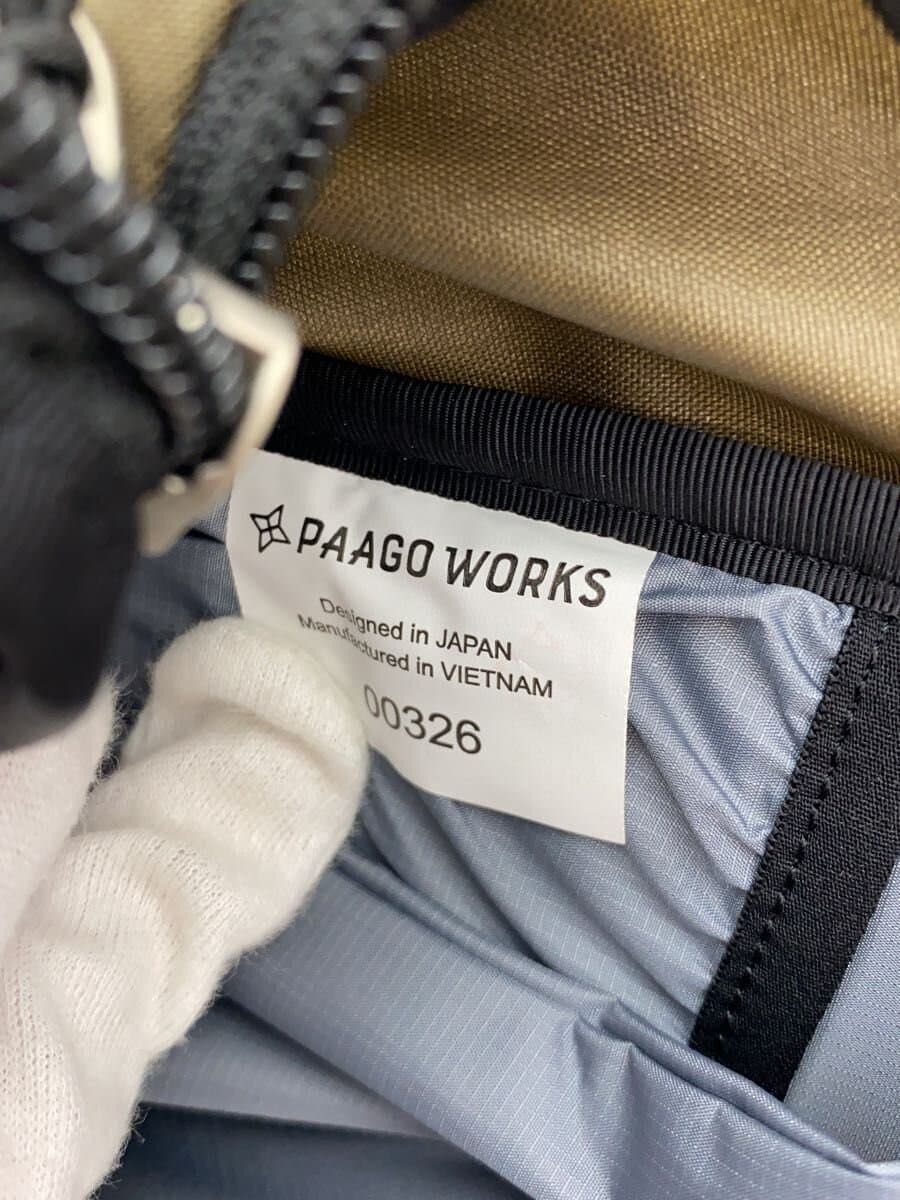 PAAGO WORKS
Designed in JAPAN
Manufactured in VIETNAM
00326